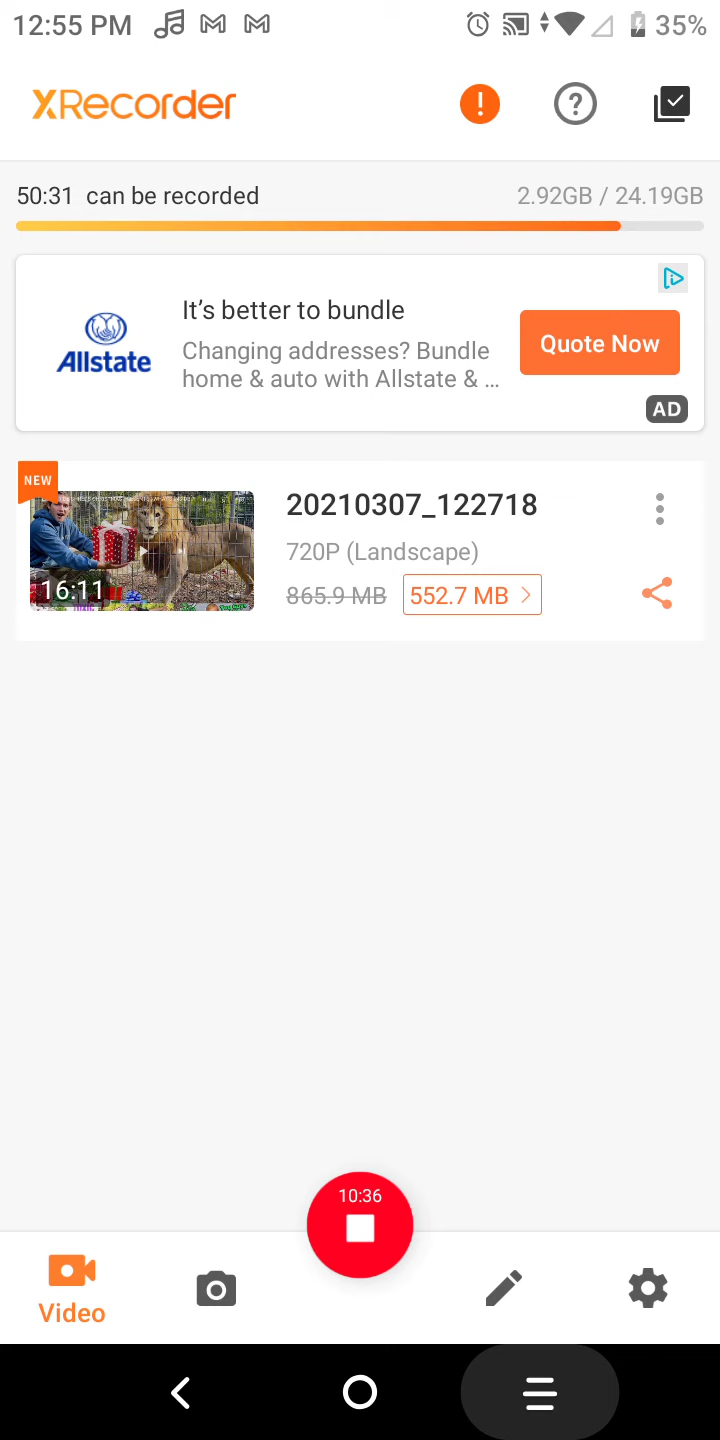 12:55 PM
35%
XRecorder
!
?
50:31 can be recorded
2.92GB / 24.19GB
It’s better to bundle
Allstate
Changing addresses? Bundle
home & auto with Allstate & ...
Quote Now
AD
NEW
16:11
20210307_122718
720P (Landscape)
865.9 MB
552.7 MB >
10:36
Video